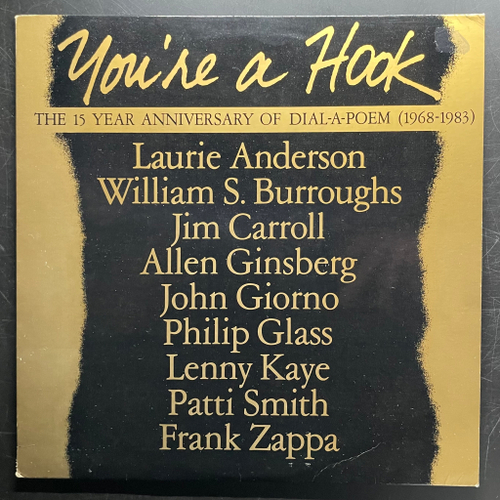 You're a Hook
THE 15 YEAR ANNIVERSARY OF DIAL-A-POEM (1968-1983)
Laurie Anderson
William S. Burroughs
Jim Carroll
Allen Ginsberg
John Giorno
Philip Glass
Lenny Kaye
Patti Smith
Frank Zappa